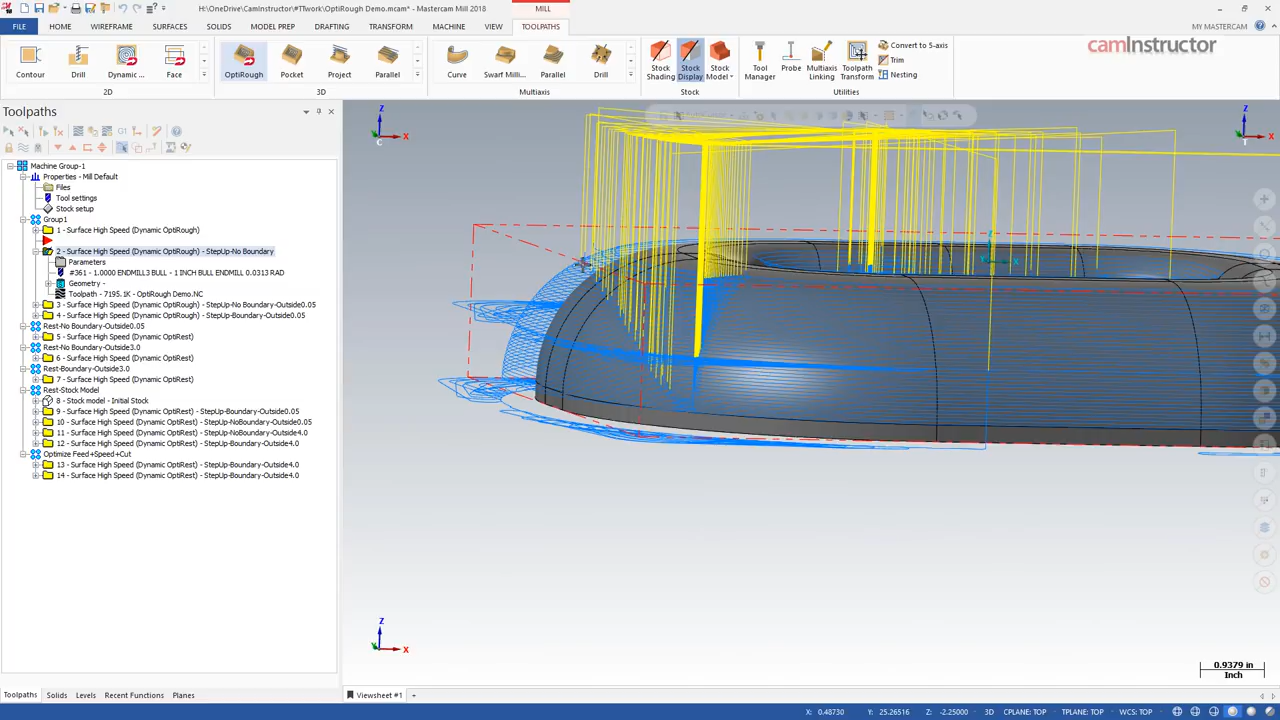 H:\OneDrive\CamInstructor\#TTwork\OptiRough Demo.mcam* - Mastercam Mill 2018
MILL
FILE
HOME
WIREFRAME
SURFACES
SOLIDS
MODEL PREP
DRAFTING
TRANSFORM
MACHINE
VIEW
TOOLPATHS
MY MASTERCAM
camInstructor
Contour
Drill
Dynamic ...
Face
OptiRough
Pocket
Project
Parallel
Curve
Swarf Milli...
Parallel
Drill
Stock Shading
Stock Display
Stock Model
Tool Manager
Probe
Multiaxis Linking
Toolpath Transform
Convert to 5-axis
Trim
Nesting
2D
3D
Multiaxis
Stock
Utilities
Toolpaths
Machine Group-1
Properties - Mill Default
Files
Tool settings
Stock setup
Group1
1 - Surface High Speed (Dynamic OptiRough)
2 - Surface High Speed (Dynamic OptiRough) - StepUp-No Boundary
Parameters
#361 - 1.0000 ENDMILL3 BULL - 1 INCH BULL ENDMILL 0.0313 RAD
Geometry -
Toolpath - 7195.1K - OptiRough Demo.NC
3 - Surface High Speed (Dynamic OptiRough) - StepUp-No Boundary-Outside0.05
4 - Surface High Speed (Dynamic OptiRough) - StepUp-Boundary-Outside0.05
Rest-No Boundary-Outside0.05
5 - Surface High Speed (Dynamic OptiRest)
Rest-No Boundary-Outside3.0
6 - Surface High Speed (Dynamic OptiRest)
Rest-Boundary-Outside3.0
7 - Surface High Speed (Dynamic OptiRest)
Rest-Stock Model
8 - Stock model - Initial Stock
9 - Surface High Speed (Dynamic OptiRest) - StepUp-Boundary-Outside0.05
10 - Surface High Speed (Dynamic OptiRest) - StepUp-NoBoundary-Outside0.05
11 - Surface High Speed (Dynamic OptiRest) - StepUp-NoBoundary-Outside4.0
12 - Surface High Speed (Dynamic OptiRest) - StepUp-Boundary-Outside4.0
Optimize Feed+Speed+Cut
13 - Surface High Speed (Dynamic OptiRest) - StepUp-Boundary-Outside4.0
14 - Surface High Speed (Dynamic OptiRest) - StepUp-Boundary-Outside4.0
Z
X
C
Z
X
T
Z
X
Z
Y
X
0.9379 in
Inch
Toolpaths
Solids
Levels
Recent Functions
Planes
Viewsheet #1
+
X: 0.48730
Y: 25.26516
Z: -2.25000
3D
CPLANE: TOP
TPLANE: TOP
WCS: TOP